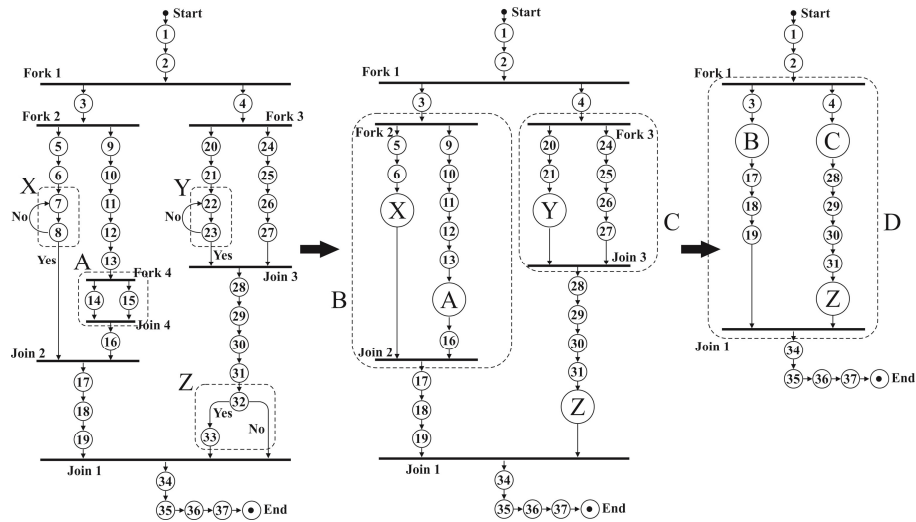 Start
1
2
Fork 1
3
4
Fork 2
Fork 3
5
9
20
24
6
10
21
25
X
7
11
Y
22
26
No
8
12
No
23
27
Yes
13
Yes
Join 3
A
Fork 4
14
15
28
Join 4
29
16
30
Join 2
31
17
Z
32
18
Yes
33
No
19
Join 1
34
35
36
37
End
Start
1
2
Fork 1
3
4
Fork 2
Fork 3
5
9
20
24
6
10
21
25
X
11
Y
26
12
27
C
13
Join 3
B
A
28
16
29
Join 2
30
17
31
18
Z
19
Join 1
34
35
36
37
End
Start
1
2
Fork 1
3
4
B
C
17
28
18
29
D
19
30
31
Z
Join 1
34
35
36
37
End